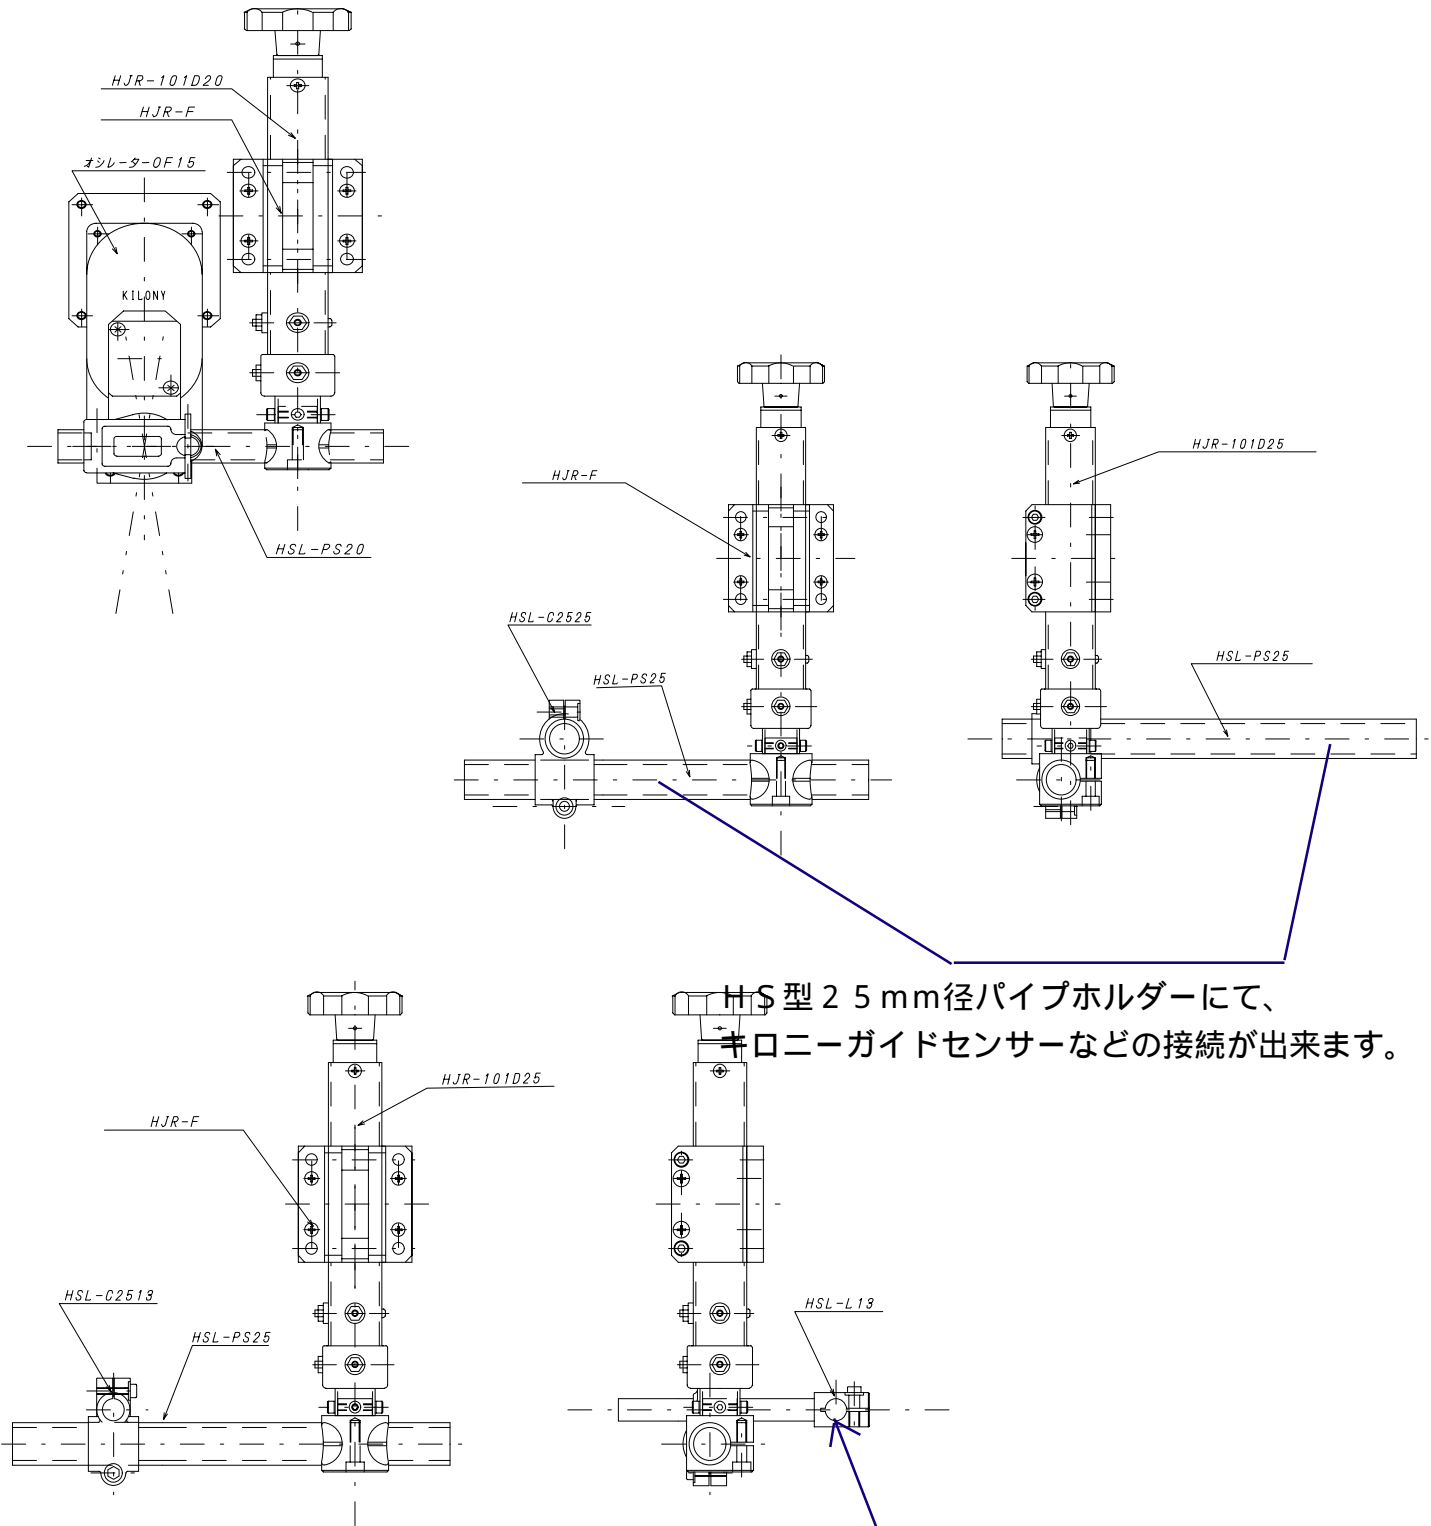 HJR-101D20
HJR-F
オシレーター0F15
KILONY
HSL-PS20
HJR-101D25
HJR-F
HSL-C2525
HSL-PS25
HSL-PS25
HS型25mm径パイプホルダーにて、
キロニーガイドセンサーなどの接続が出来ます。
HJR-101D25
HJR-F
HSL-C2513
HSL-PS25
HSL-L13